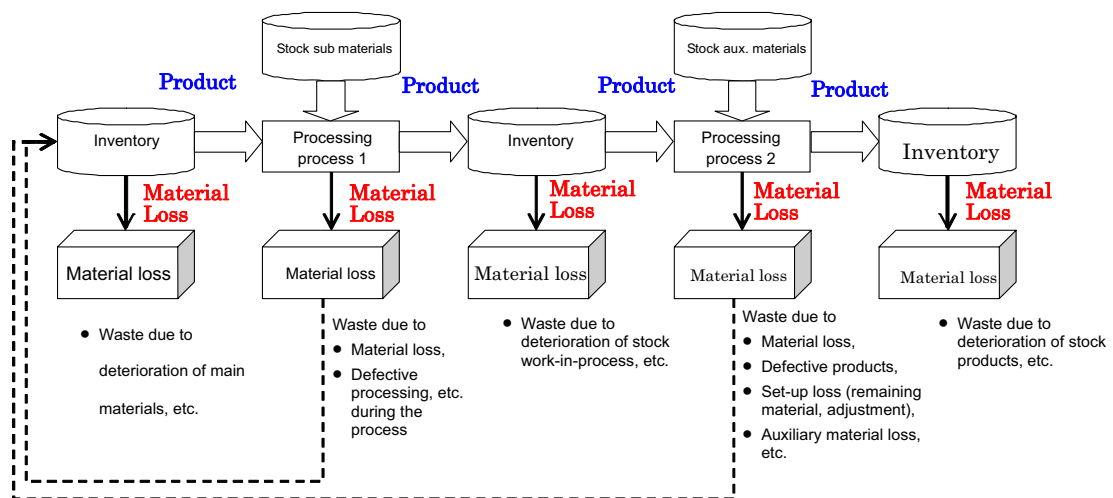 Stock sub materials
Stock aux. materials
Product
Product
Product
Product
Inventory
Processing
process 1
Inventory
Processing
process 2
Inventory
Material
Loss
Material
Loss
Material
Loss
Material
Loss
Material loss
Material loss
Material loss
Material loss
Material loss
• Waste due to
deterioration of main
materials, etc.
Waste due to
• Material loss,
• Defective
processing, etc.
during the
process
• Waste due to
deterioration of stock
work-in-process, etc.
Waste due to
• Material loss,
• Defective products,
• Set-up loss (remaining
material, adjustment),
• Auxiliary material loss,
etc.
• Waste due to
deterioration of stock
products, etc.